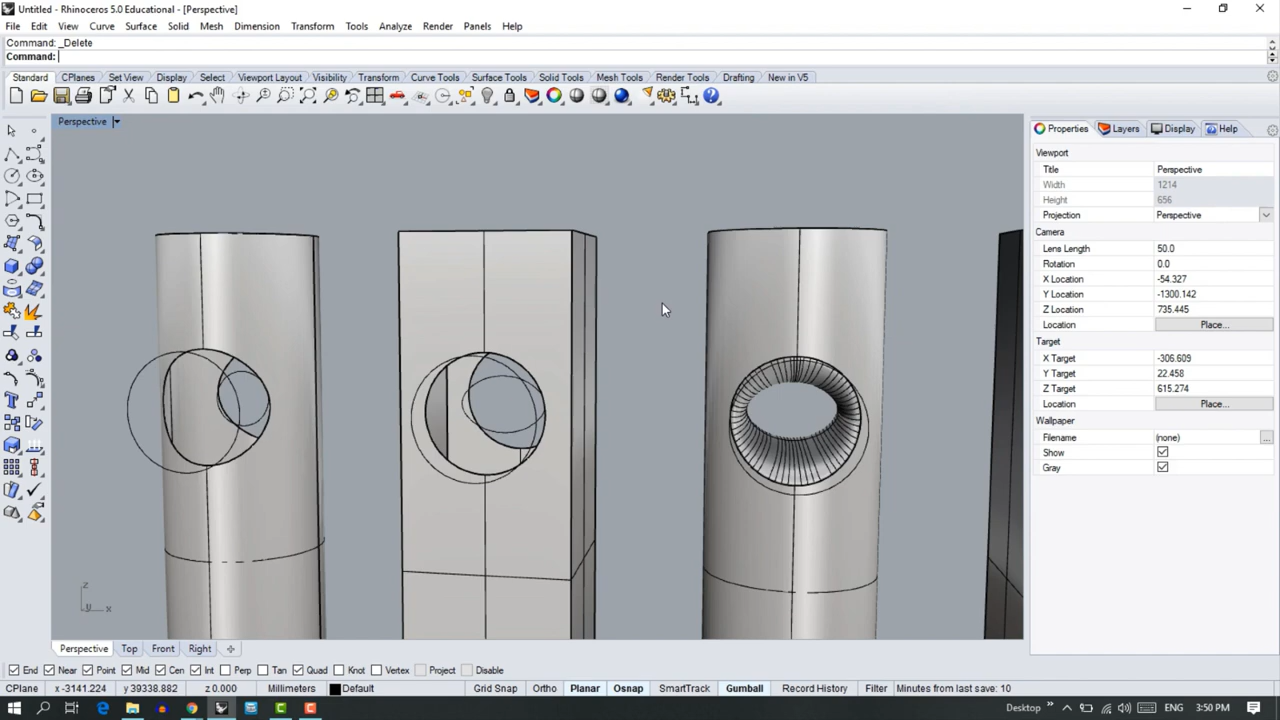 Untitled - Rhinoceros 5.0 Educational - [Perspective]
File Edit View Curve Surface Solid Mesh Dimension Transform Tools Analyze Render Panels Help
Command: _Delete
Command:
Standard CPlanes Set View Display Select Viewport Layout Visibility Transform Curve Tools Surface Tools Solid Tools Mesh Tools Render Tools Drafting New in V5
Perspective
Properties Layers Display Help
Viewport
Title Perspective
Width 1214
Height 656
Projection Perspective
Camera
Lens Length 50.0
Rotation 0.0
X Location -54.327
Y Location -1300.142
Z Location 735.445
Location Place...
Target
X Target -306.609
Y Target 22.458
Z Target 615.274
Location Place...
Wallpaper
Filename (none) ...
Show
Gray
z
y x
Perspective Top Front Right
End Near Point Mid Cen Int Perp Tan Quad Knot Vertex Project Disable
CPlane x -3141.224 y 39338.882 z 0.000 Millimeters Default Grid Snap Ortho Planar Osnap SmartTrack Gumball Record History Filter Minutes from last save: 10
Desktop ENG 3:50 PM